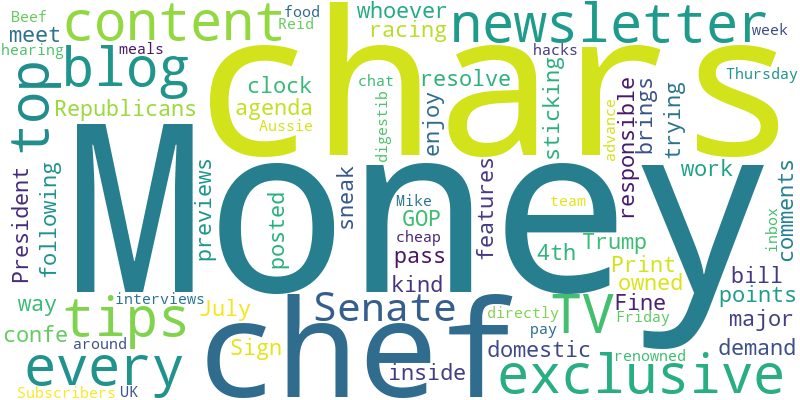 Beef
Reid
food
whoever
week
hearing
meet
content
racing
newsletter
meals
hacks
top
blog
chars
clock
chat
resolve
Thursday
Republicans
agenda
Aussie
digestib
enjoy
sticking
advance
responsible
brings
trying
President
following
Money
previews
posted
sneak
Mike
GOP
cheap
pass
kind
features
team
work
comments
inbox
4th
Trump
Print
owned
bill
points
way
interviews
July
Senate
directly
TV
Fine
Friday
major
confe
tips
Sign
chef
pay
around
every
inside
domestic
renowned
demand
Subscribers
UK
exclusive